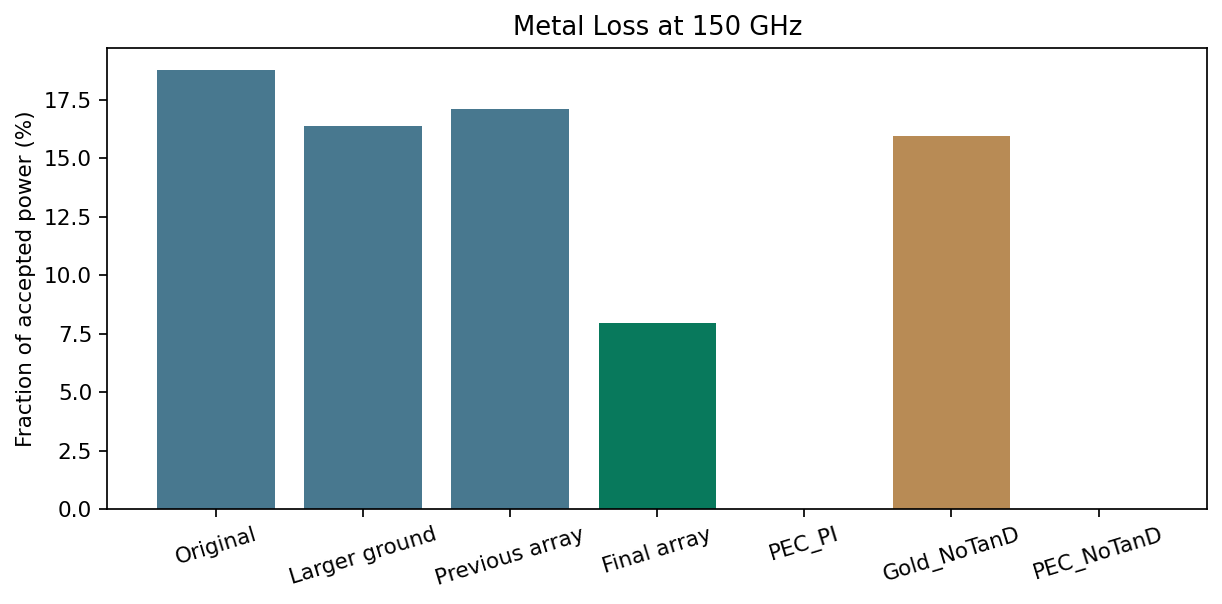 Metal Loss at 150 GHz
Fraction of accepted power (%)
17.5
15.0
12.5
10.0
7.5
5.0
2.5
0.0
Original
Larger ground
Previous array
Final array
PEC_PI
Gold_NoTanD
PEC_NoTanD